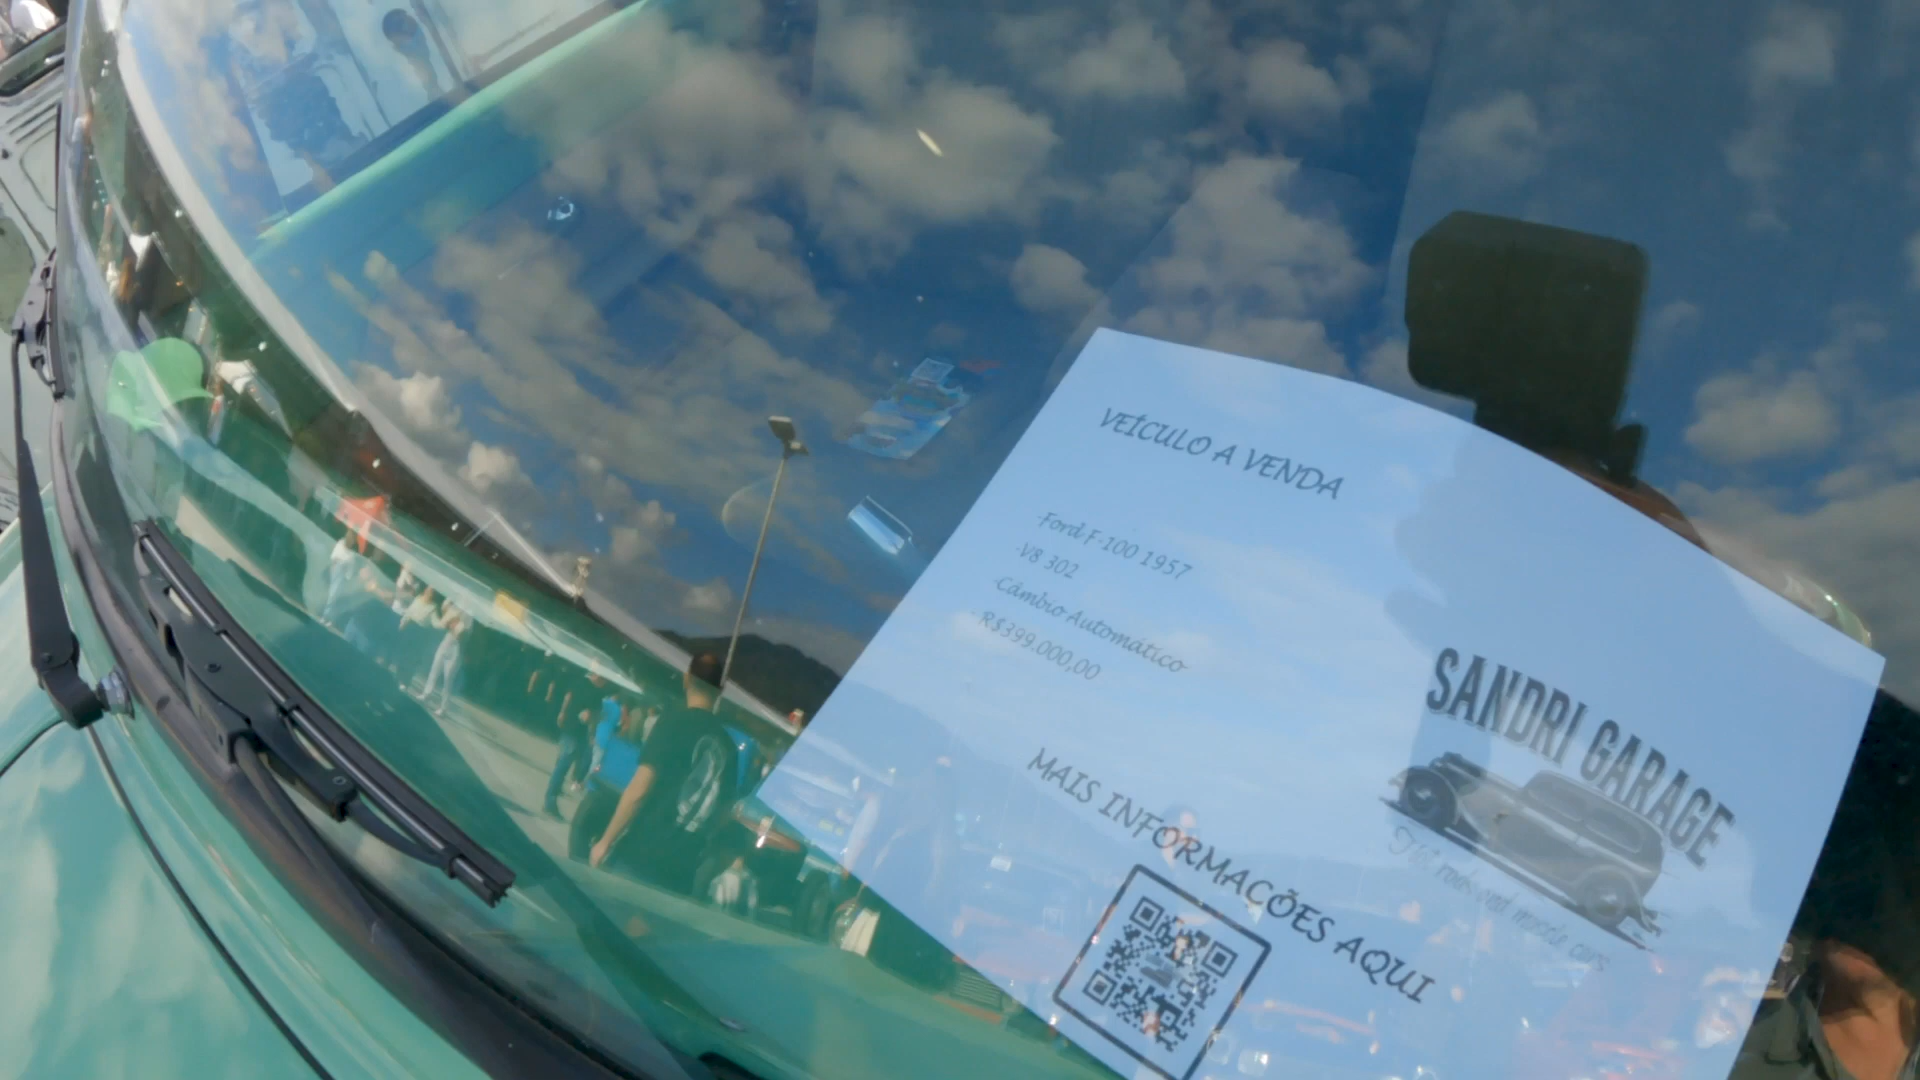 VEÍCULO A VENDA
·Ford F-100 1957
·V8 302
·Câmbio Automático
·R$399.000,00
SANDRI GARAGE
MAIS INFORMAÇÕES AQUI